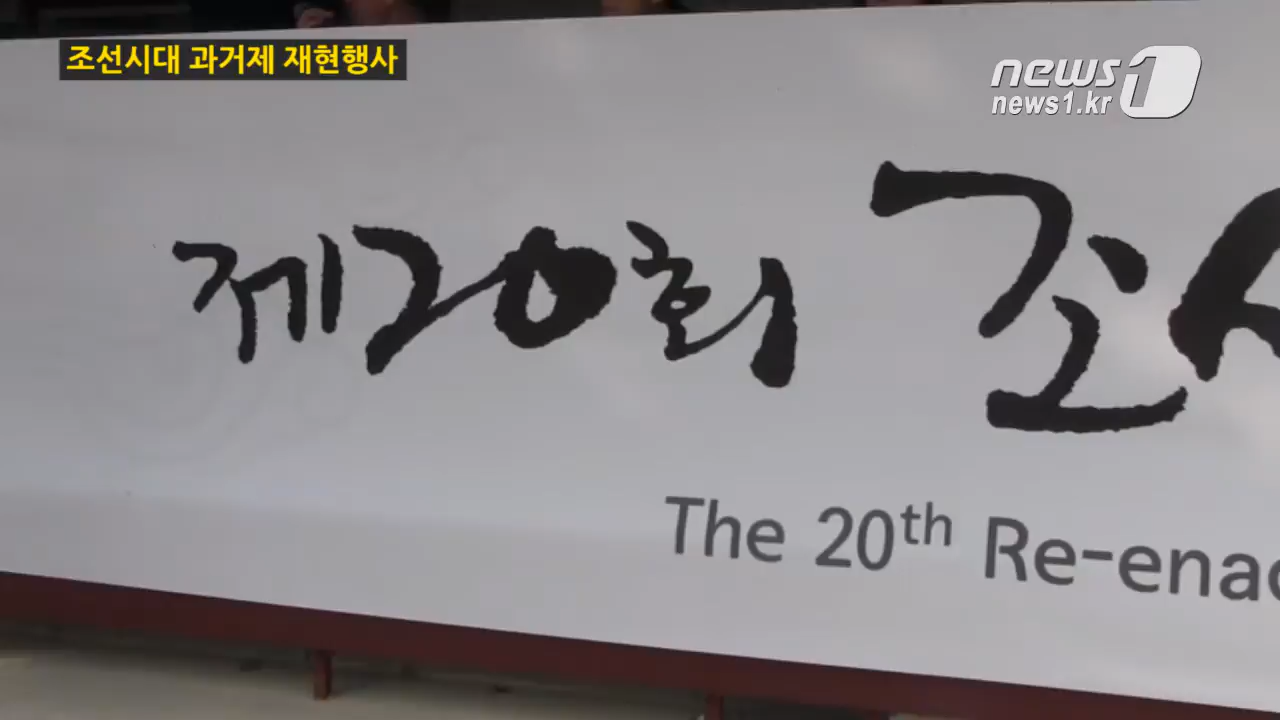 조선시대 과거제 재현행사
news1
news1.kr
제20회 조
The 20th Re-enac